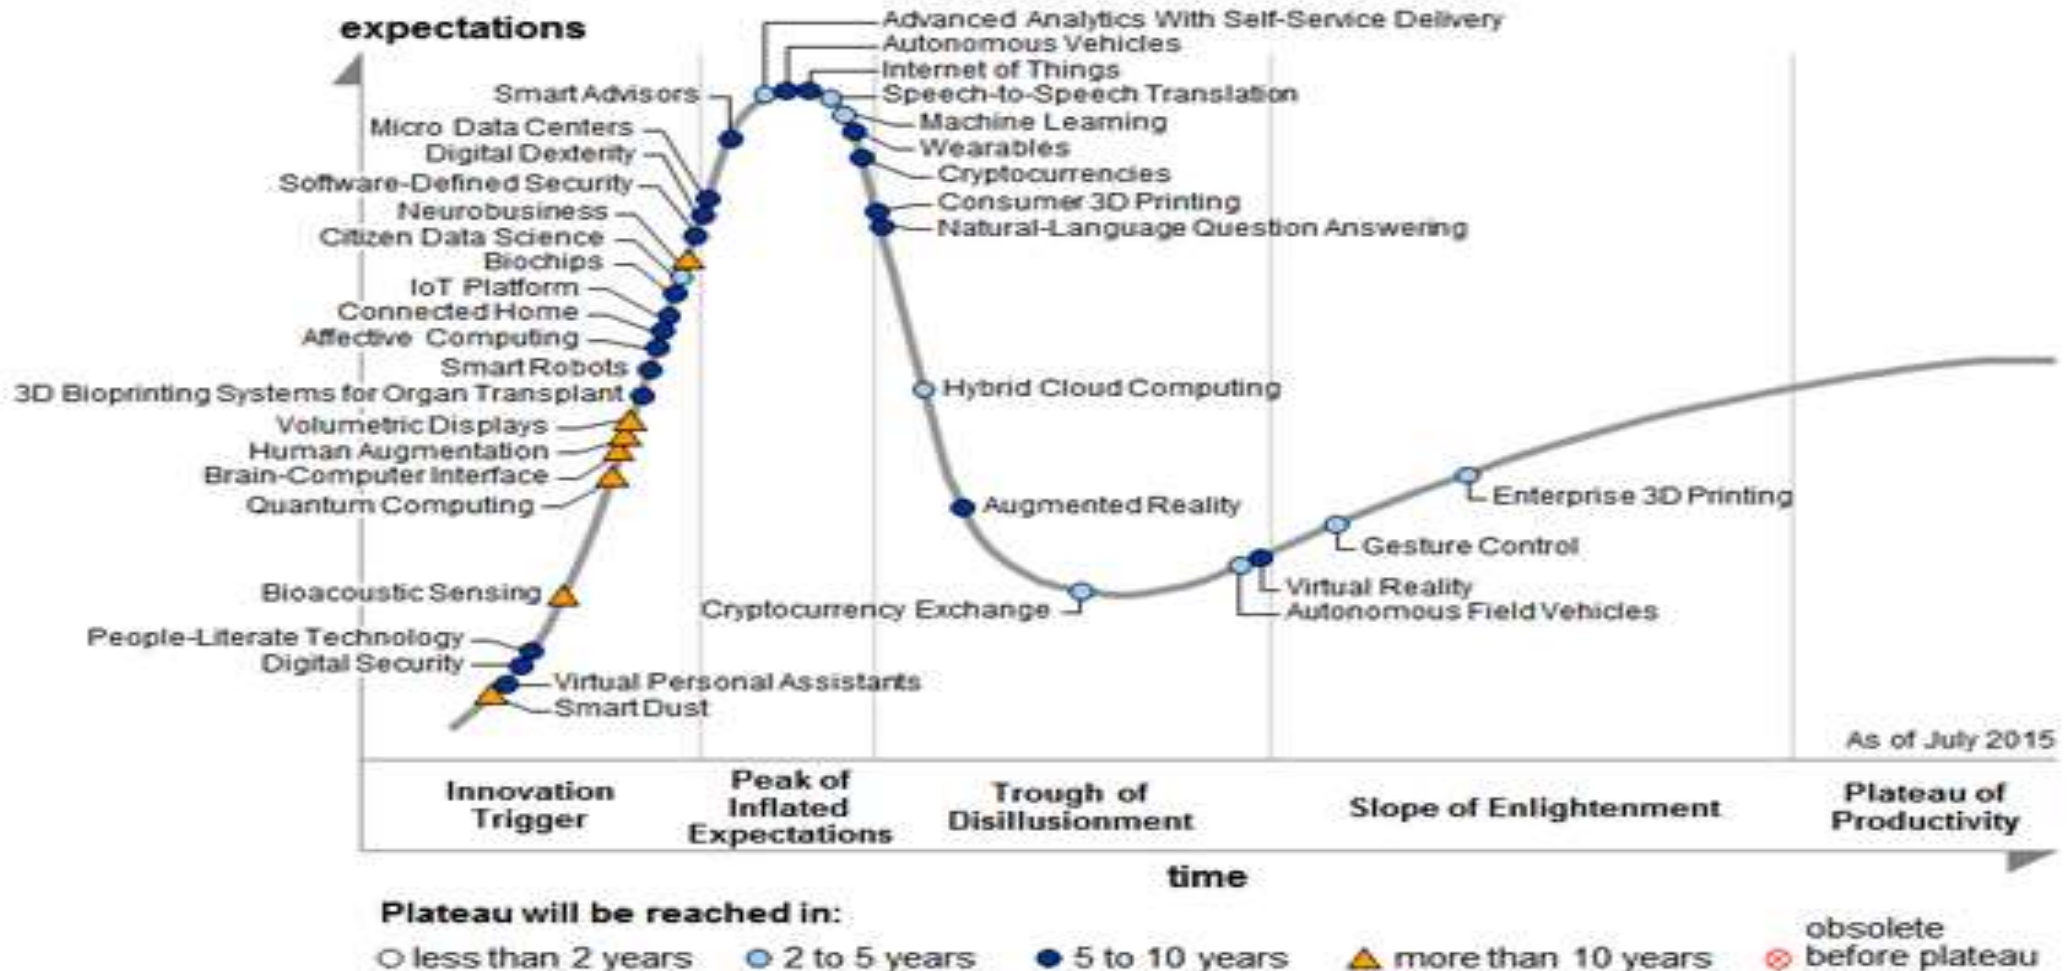 expectations
Advanced Analytics With Self-Service Delivery
Autonomous Vehicles
Internet of Things
Speech-to-Speech Translation
Machine Learning
Wearables
Cryptocurrencies
Consumer 3D Printing
Natural-Language Question Answering
Smart Advisors
Micro Data Centers
Digital Dexterity
Software-Defined Security
Neurobusiness
Citizen Data Science
Biochips
IoT Platform
Connected Home
Affective Computing
Smart Robots
3D Bioprinting Systems for Organ Transplant
Volumetric Displays
Human Augmentation
Brain-Computer Interface
Quantum Computing
Bioacoustic Sensing
People-Literate Technology
Digital Security
Virtual Personal Assistants
Smart Dust
Hybrid Cloud Computing
Augmented Reality
Cryptocurrency Exchange
Enterprise 3D Printing
Gesture Control
Virtual Reality
Autonomous Field Vehicles
As of July 2015
Innovation
Trigger
Peak of
Inflated
Expectations
Trough of
Disillusionment
Slope of Enlightenment
Plateau of
Productivity
time
Plateau will be reached in:
less than 2 years
2 to 5 years
5 to 10 years
more than 10 years
obsolete
before plateau